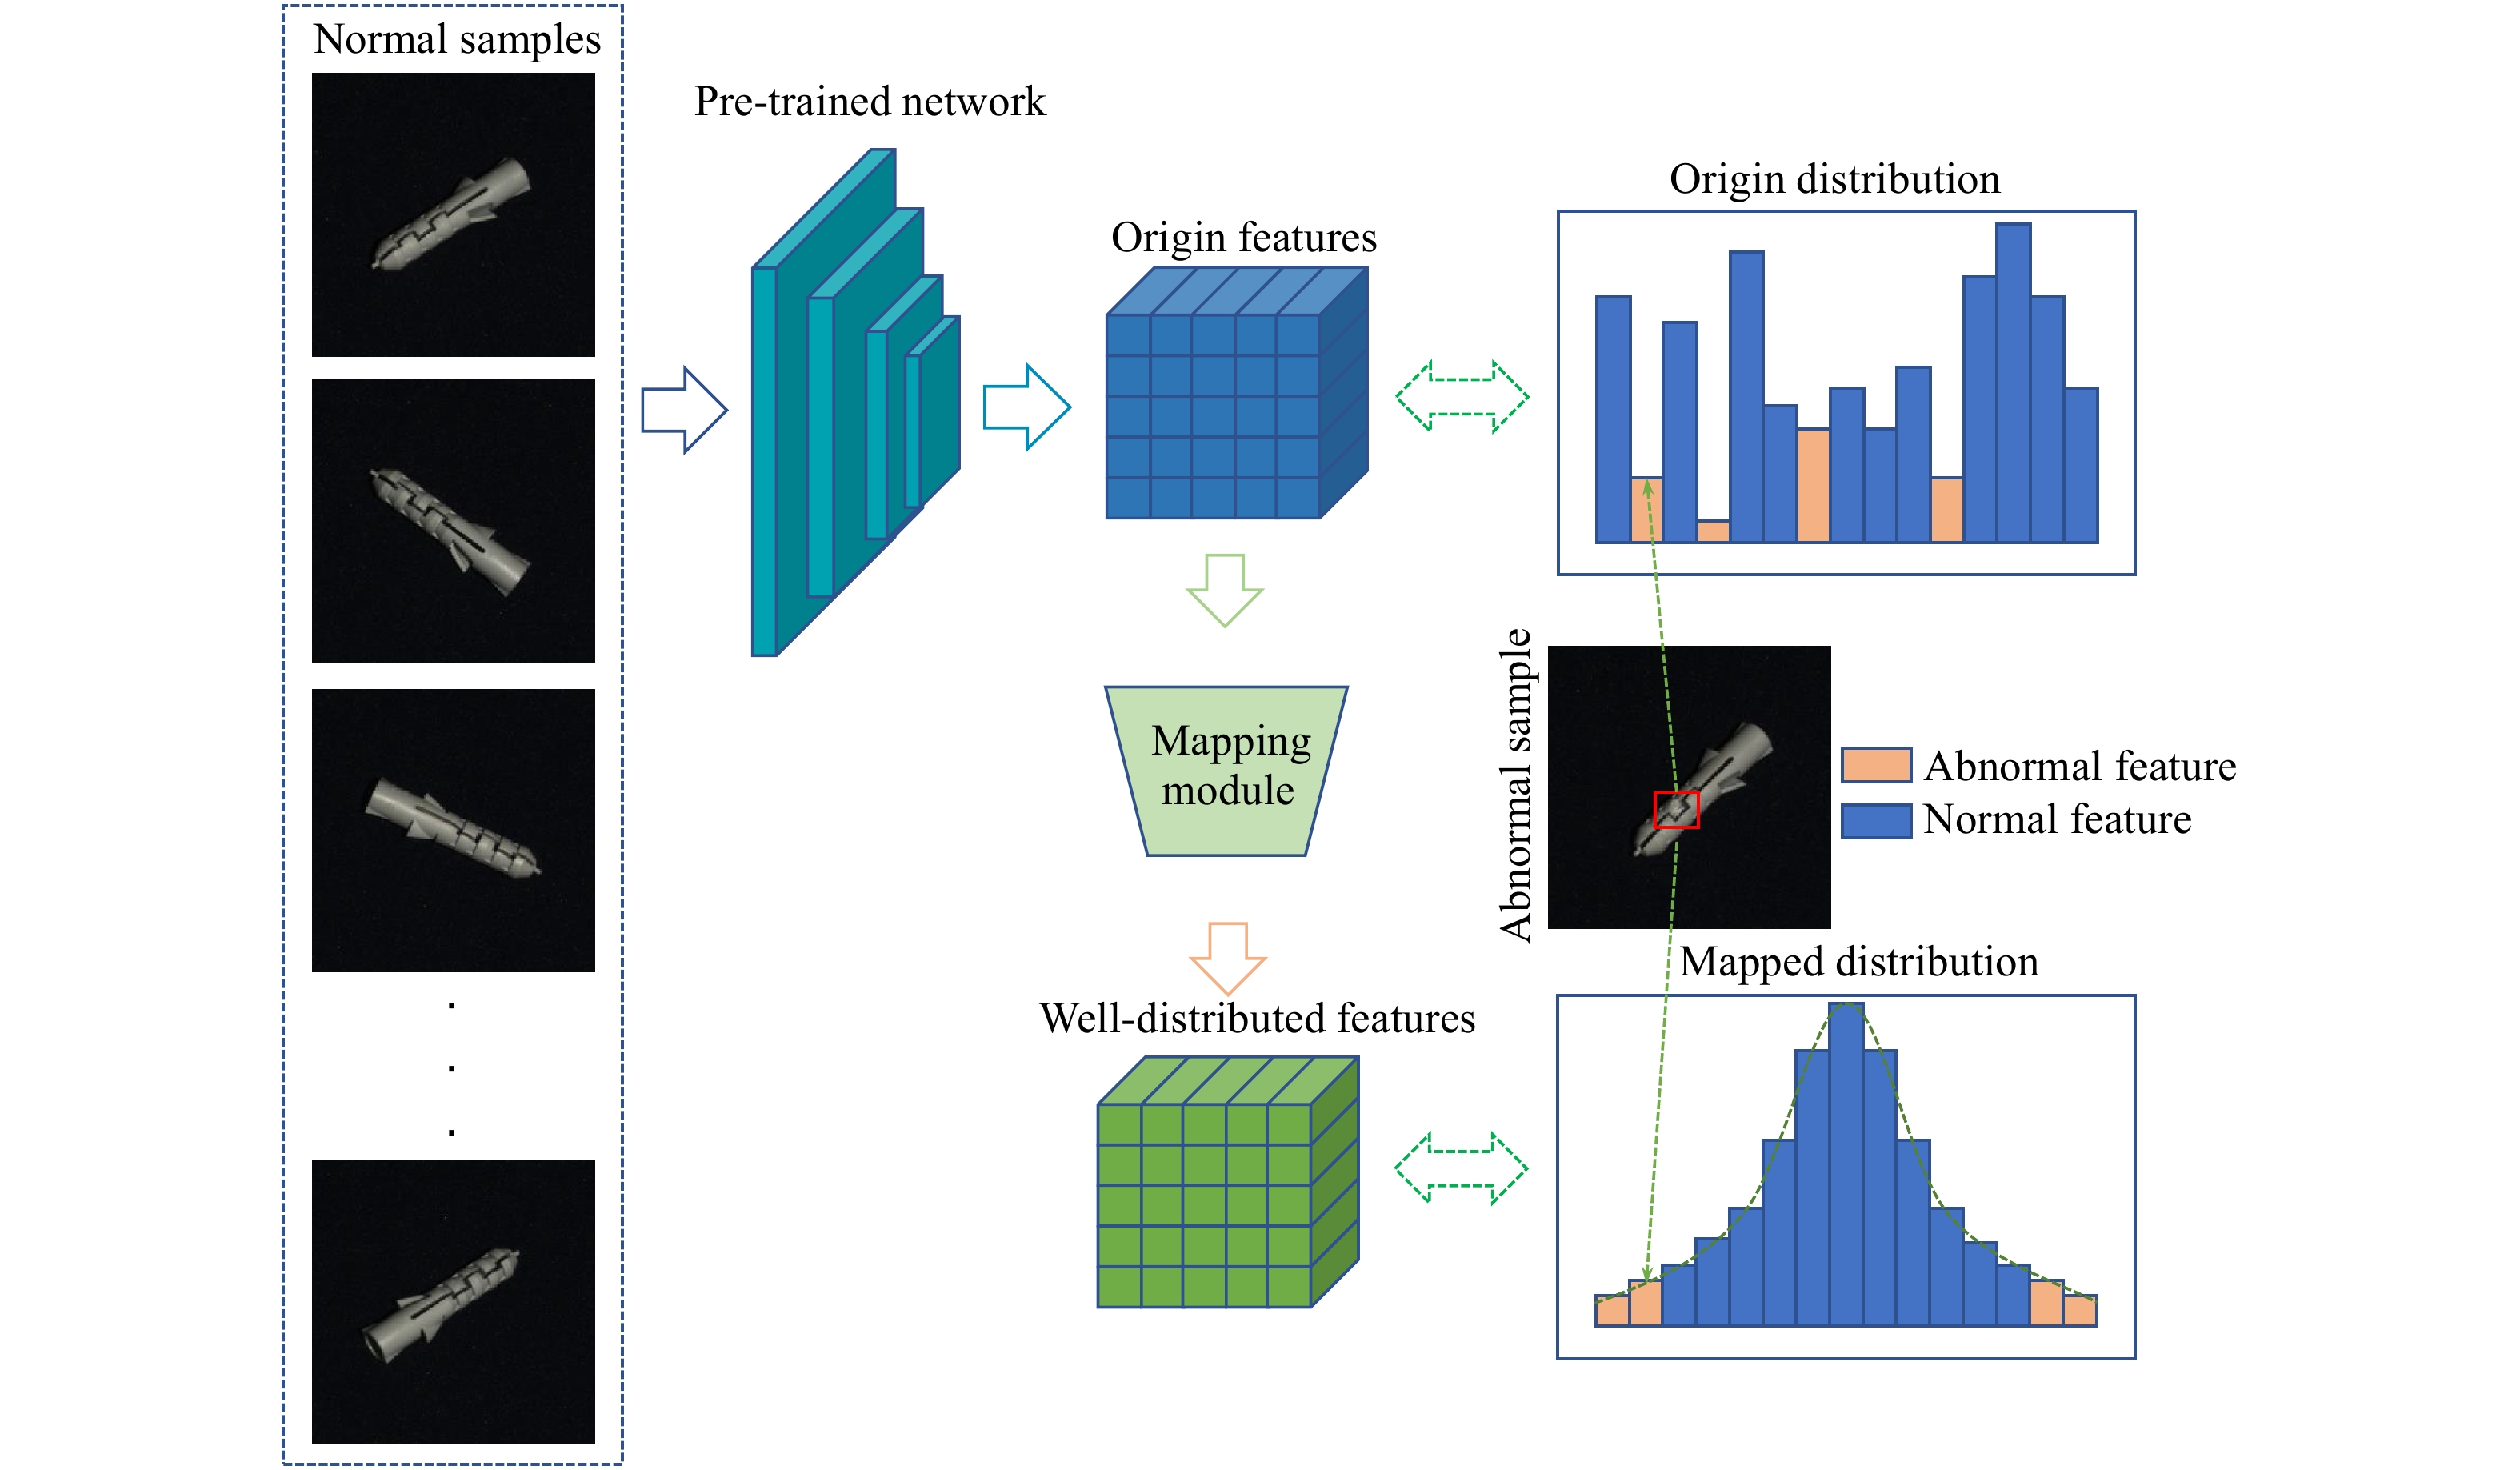 Normal samples
Pre-trained network
Origin features
Origin distribution
Mapping
module
Abnormal sample
Abnormal feature
Normal feature
Well-distributed features
Mapped distribution